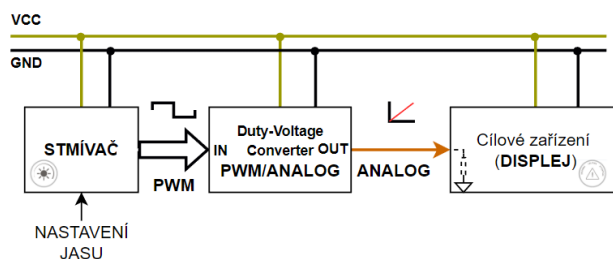 VCC
GND
STMÍVAČ
PWM
IN
Duty-Voltage
Converter
OUT
PWM/ANALOG
ANALOG
Cílové zařízení
(DISPLEJ)
NASTAVENÍ
JASU